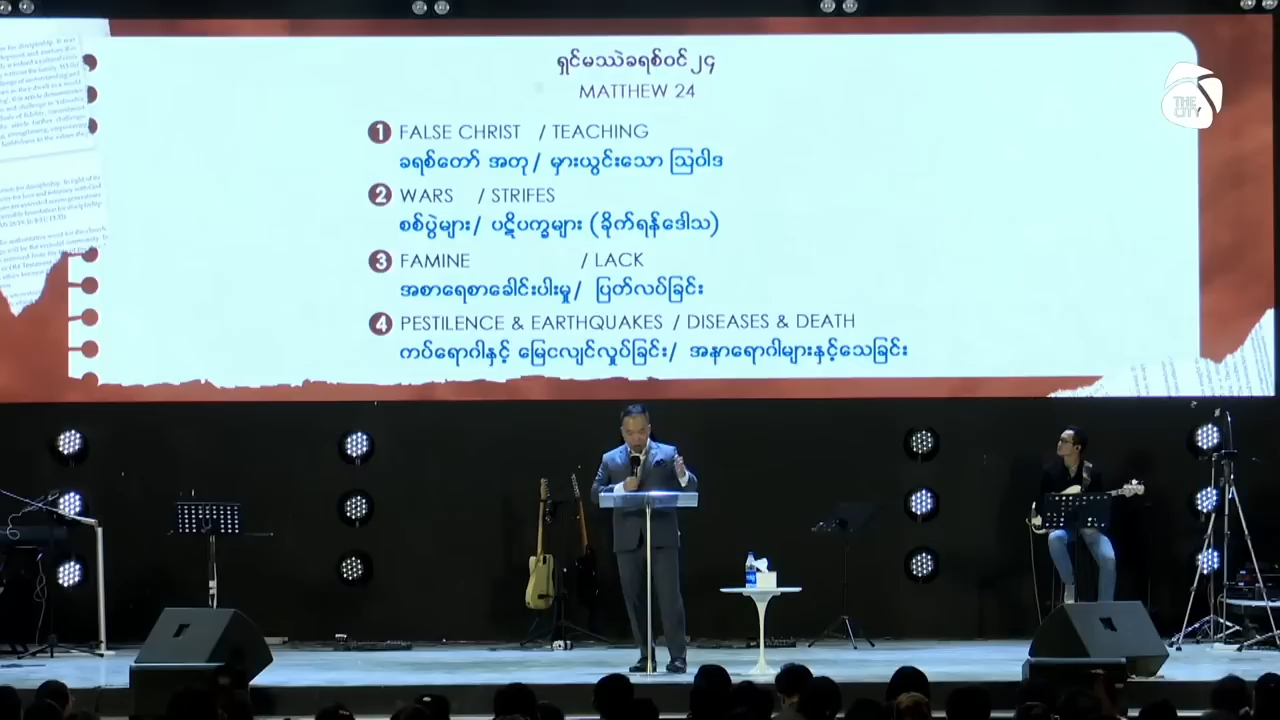 ရှင်မဿဲခရစ်ဝင်၂၄
MATTHEW 24
1 FALSE CHRIST / TEACHING
ခရစ်တော် အတု / မှားယွင်းသော ဩဝါဒ
2 WARS / STRIFES
စစ်ပွဲများ / ပဋိပက္ခများ (ခိုက်ရန်ဒေါသ)
3 FAMINE / LACK
အစာရေစာခေါင်းပါးမှု / ပြတ်လပ်ခြင်း
4 PESTILENCE & EARTHQUAKES / DISEASES & DEATH
ကပ်ရောဂါနှင့် မြေငလျင်လှုပ်ခြင်း / အနာရောဂါများနှင့်သေခြင်း
THE
CITY